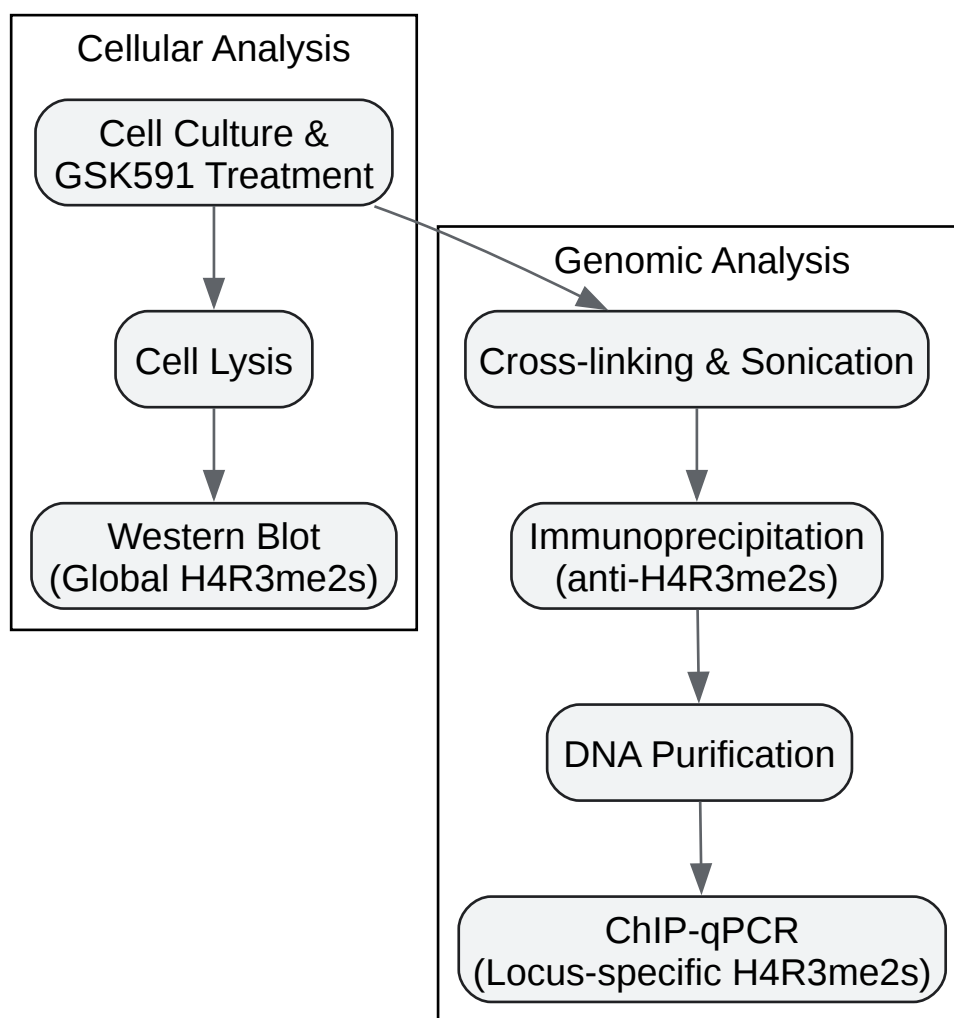 Cellular Analysis
Cell Culture &
GSK591 Treatment
Cell Lysis
Western Blot
(Global H4R3me2s)
Genomic Analysis
Cross-linking & Sonication
Immunoprecipitation
(anti-H4R3me2s)
DNA Purification
ChIP-qPCR
(Locus-specific H4R3me2s)